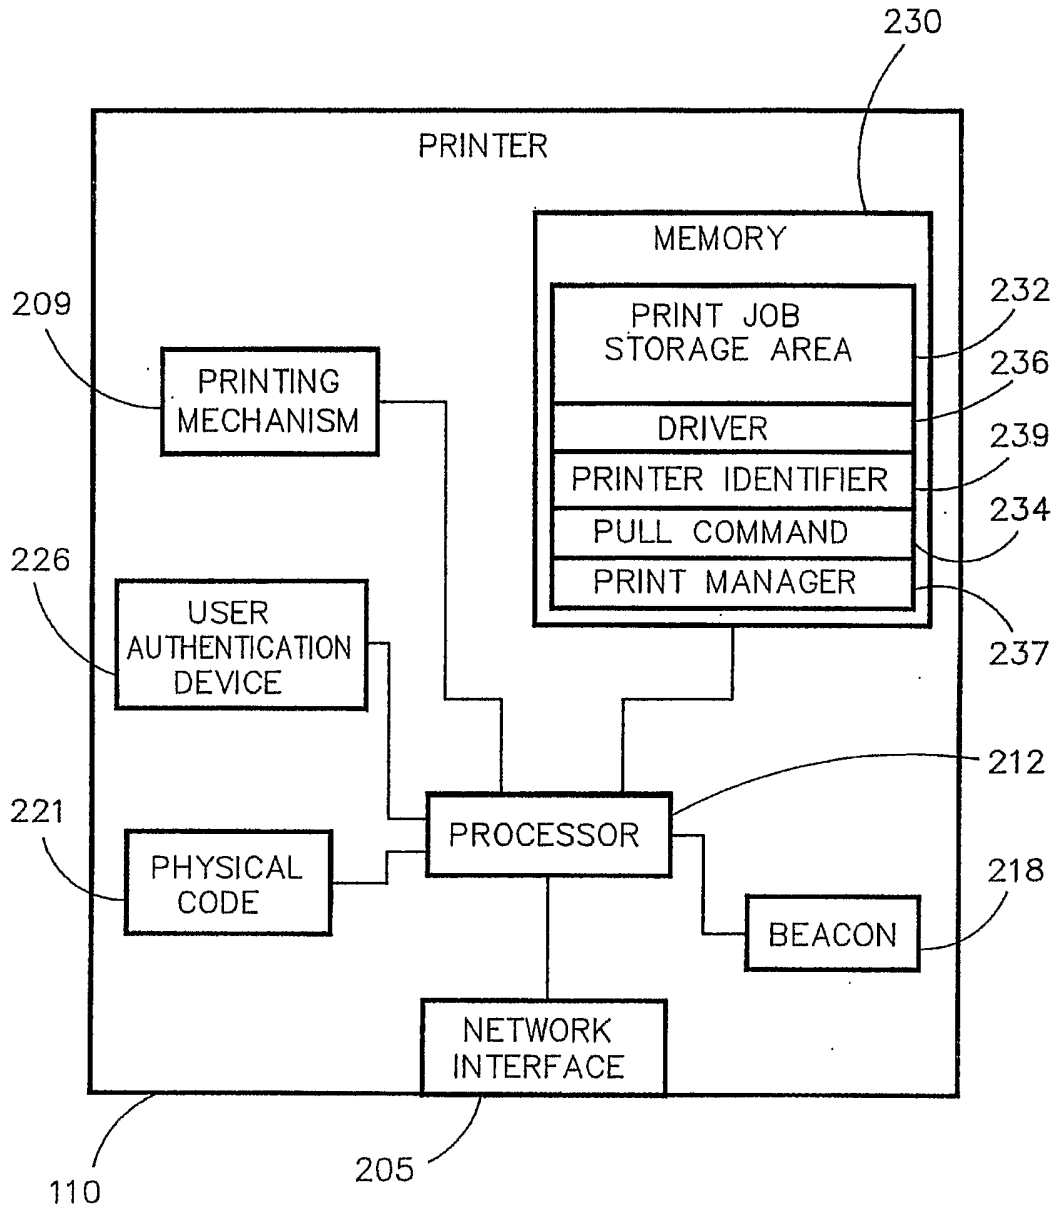 230
PRINTER
MEMORY
209
232
PRINT JOB
STORAGE AREA
236
PRINTING
MECHANISM
DRIVER
239
PRINTER IDENTIFIER
234
PULL COMMAND
226
PRINT MANAGER
USER
AUTHENTICATION
DEVICE
237
212
221
PROCESSOR
PHYSICAL
CODE
218
BEACON
NETWORK
INTERFACE
205
110